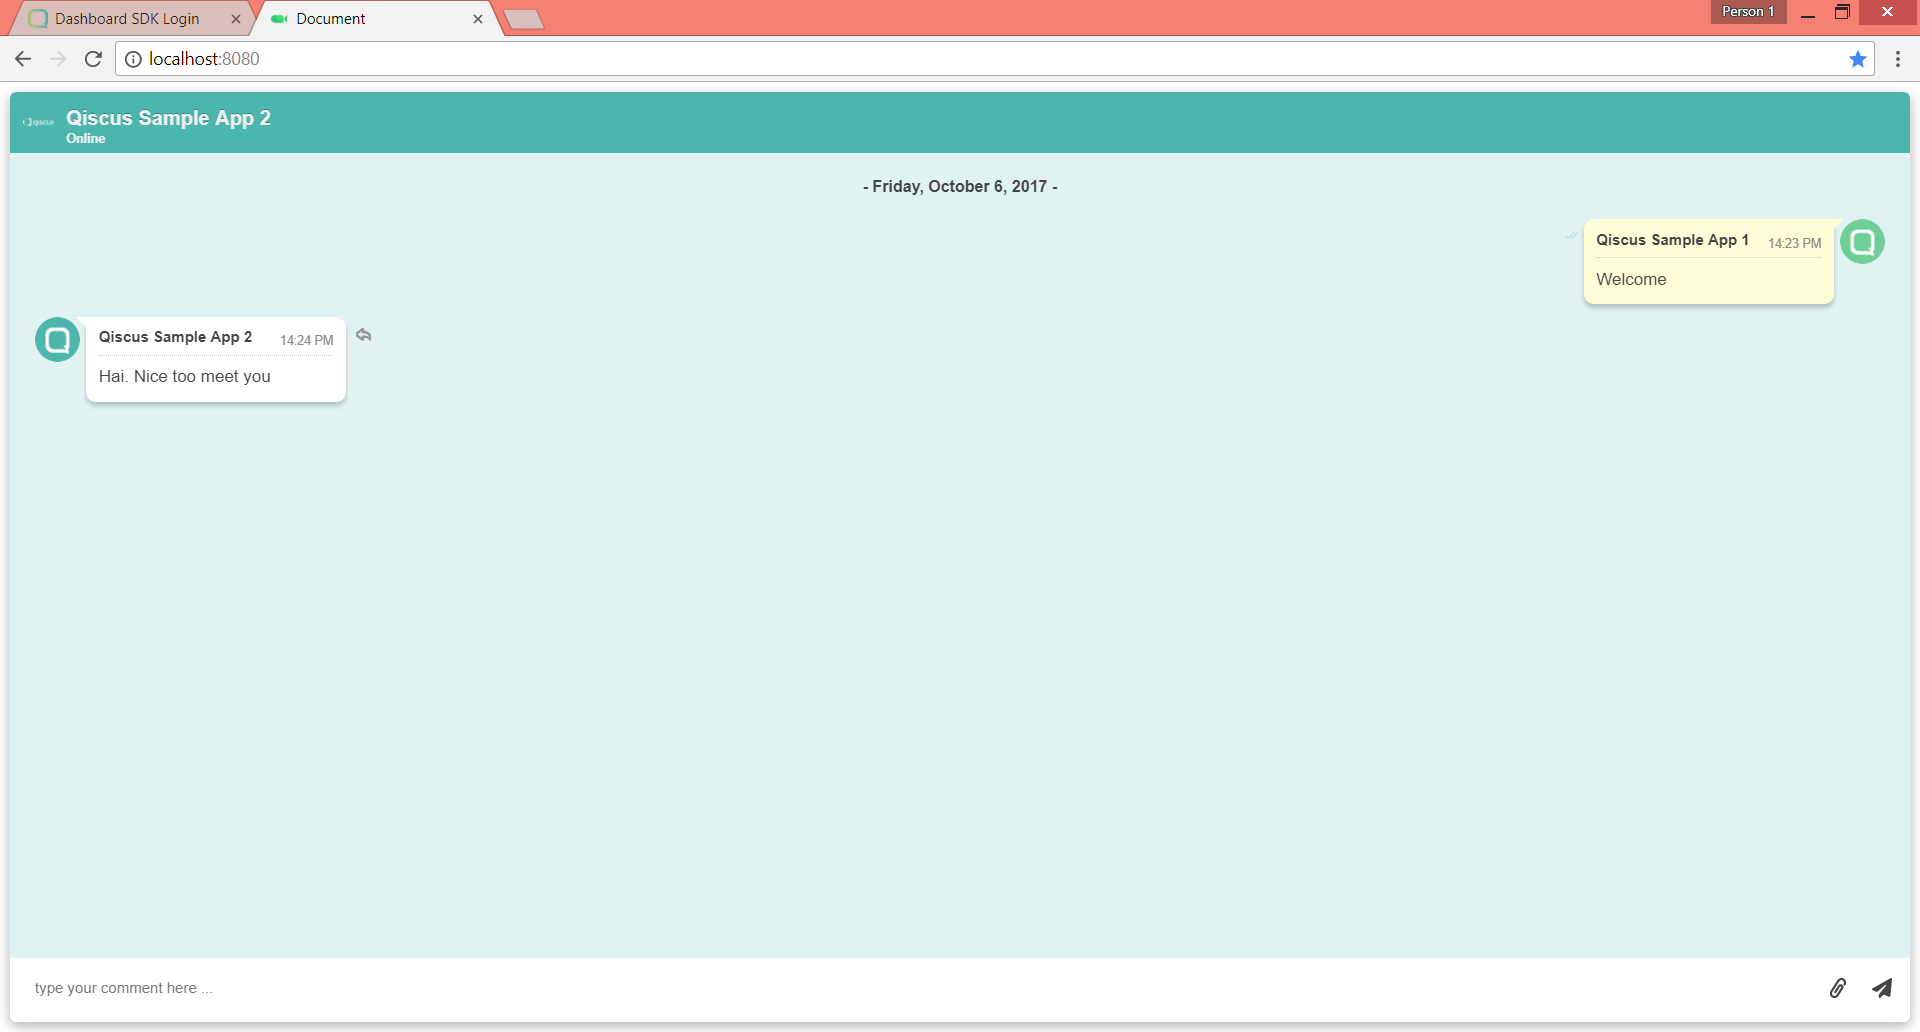 Dashboard SDK Login
Document
Person 1
localhost:8080
Qiscus
Qiscus Sample App 2
Online
- Friday, October 6, 2017 -
Qiscus Sample App 1 14:23 PM
Welcome
Qiscus Sample App 2 14:24 PM
Hai. Nice too meet you
type your comment here ...